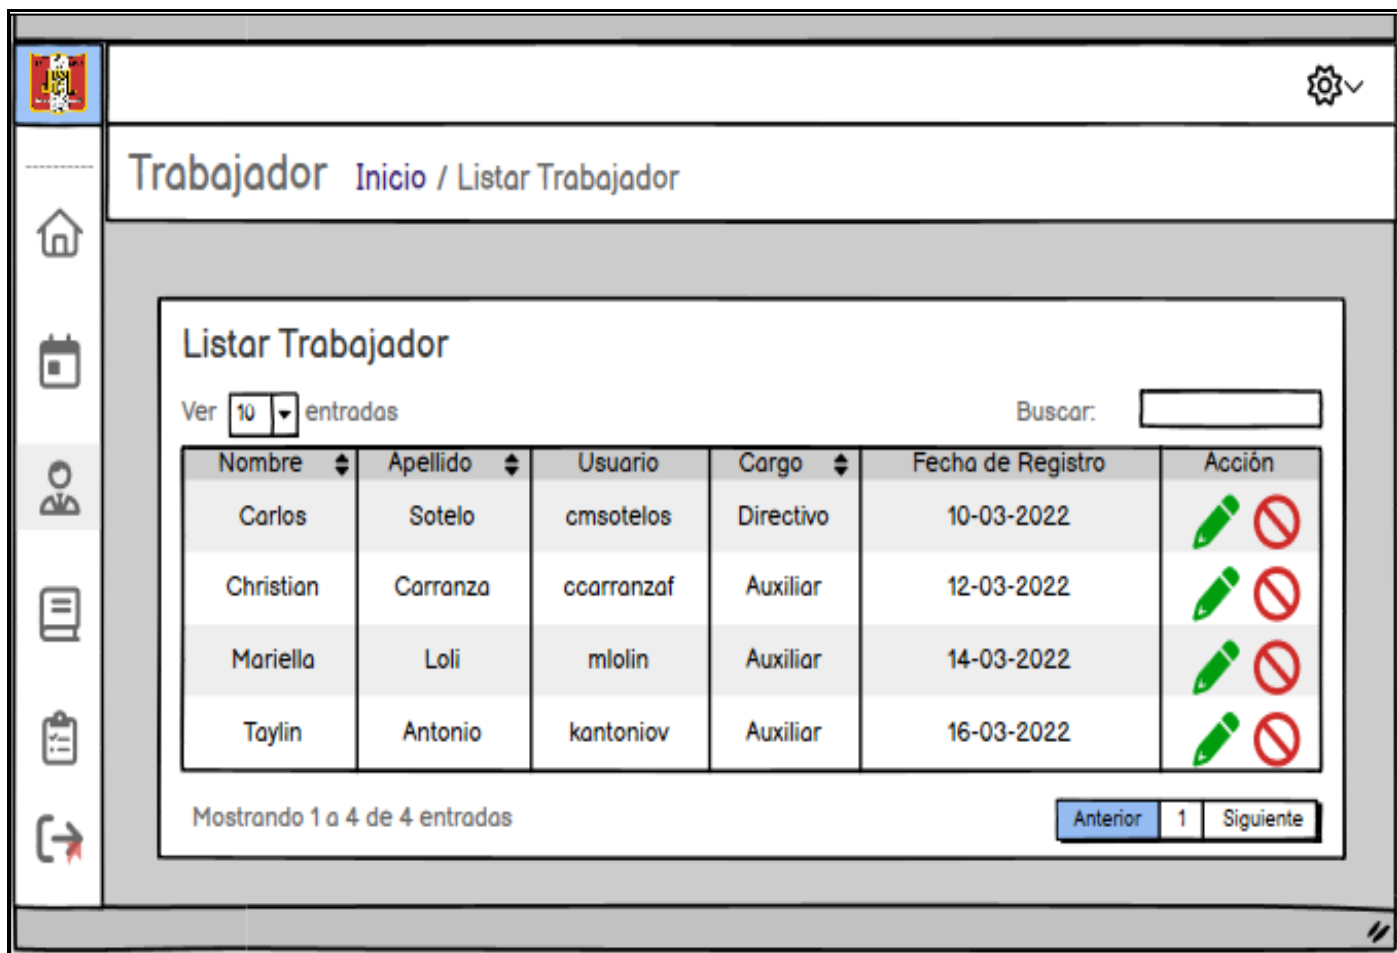 Trabajador Inicio / Listar Trabajador
Listar Trabajador
Ver 10 entradas Buscar:
Nombre Apellido Usuario Cargo Fecha de Registro Acción
Carlos Sotelo cmsotelos Directivo 10-03-2022
Christian Carranza ccarranzaf Auxiliar 12-03-2022
Mariella Loli mlolin Auxiliar 14-03-2022
Taylin Antonio kantoniov Auxiliar 16-03-2022
Mostrando 1 a 4 de 4 entradas Anterior 1 Siguiente